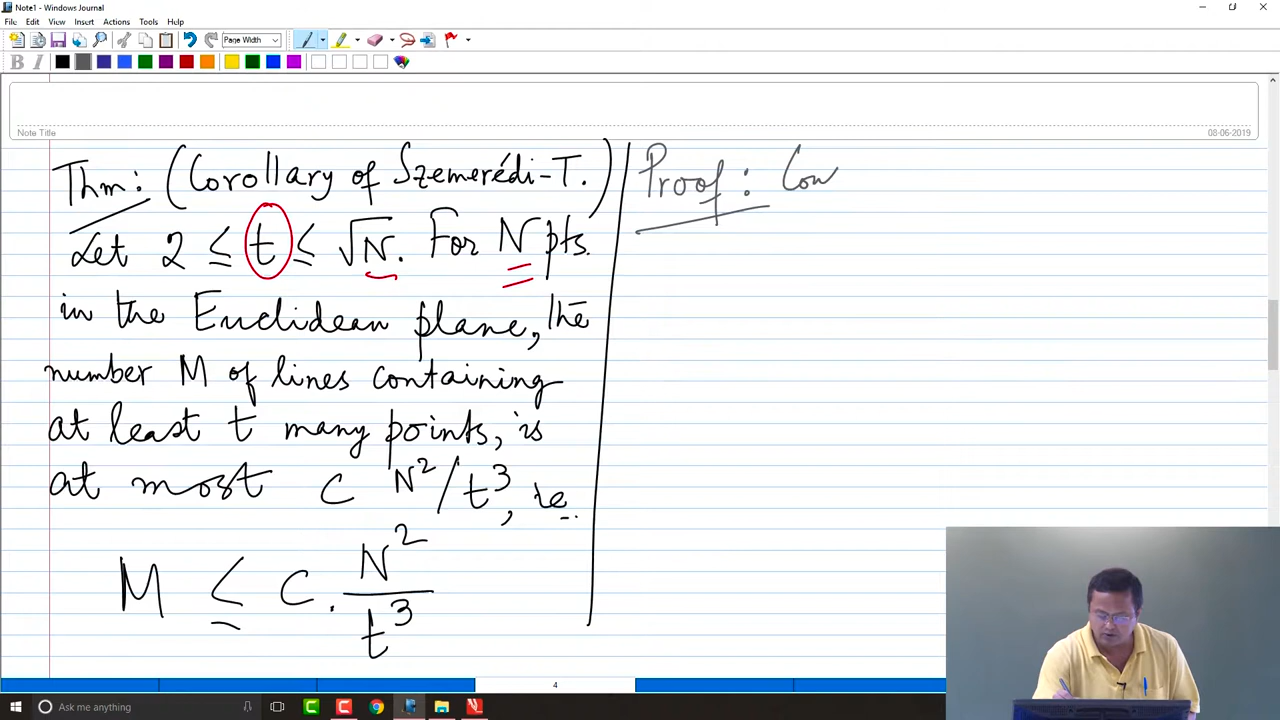 Note1 - Windows Journal
File Edit View Insert Actions Tools Help
Page Width
B I
Note Title
08-06-2019
Thm: (Corollary of Szemerédi-T.)
Let 2 ≤ t ≤ √N. For N pts.
in the Euclidean plane, the
number M of lines containing
at least t many points, is
at most C N²/t³, ie.
M ≤ C. N²/t³
Proof: Con
4
Ask me anything